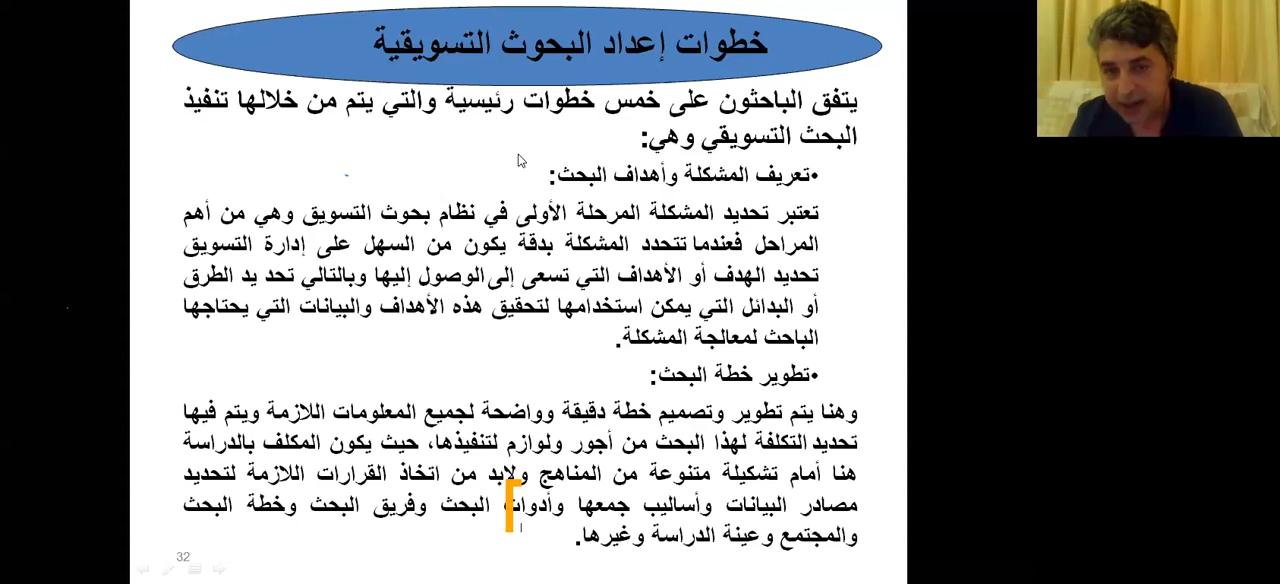 خطوات إعداد البحوث التسويقية
يتفق الباحثون على خمس خطوات رئيسية والتي يتم من خلالها تنفيذ
البحث التسويقي وهي:
•تعريف المشكلة وأهداف البحث:
تعتبر تحديد المشكلة المرحلة الأولى في نظام بحوث التسويق وهي من أهم
المراحل فعندما تتحدد المشكلة بدقة يكون من السهل على إدارة التسويق
تحديد الهدف أو الأهداف التي تسعى إلى الوصول إليها وبالتالي تحد يد الطرق
أو البدائل التي يمكن استخدامها لتحقيق هذه الأهداف والبيانات التي يحتاجها
الباحث لمعالجة المشكلة.
•تطوير خطة البحث:
وهنا يتم تطوير وتصميم خطة دقيقة وواضحة لجميع المعلومات اللازمة ويتم فيها
تحديد التكلفة لهذا البحث من أجور ولوازم لتنفيذها، حيث يكون المكلف بالدراسة
هنا أمام تشكيلة متنوعة من المناهج ولابد من اتخاذ القرارات اللازمة لتحديد
مصادر البيانات وأساليب جمعها وأدوات البحث وفريق البحث وخطة البحث
والمجتمع وعينة الدراسة وغيرها.
32